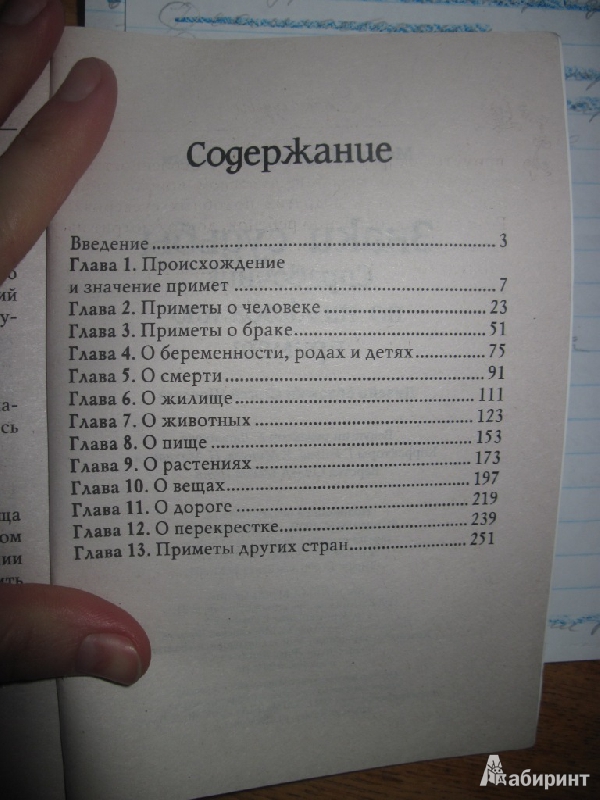 Содержание
Введение 3
Глава 1. Происхождение
и значение примет 7
Глава 2. Приметы о человеке 23
Глава 3. Приметы о браке 51
Глава 4. О беременности, родах и детях 75
Глава 5. О смерти 91
Глава 6. О жилище 111
Глава 7. О животных 123
Глава 8. О пище 153
Глава 9. О растениях 173
Глава 10. О вещах 197
Глава 11. О дороге 219
Глава 12. О перекрестке 239
Глава 13. Приметы других стран 251
Лабиринт